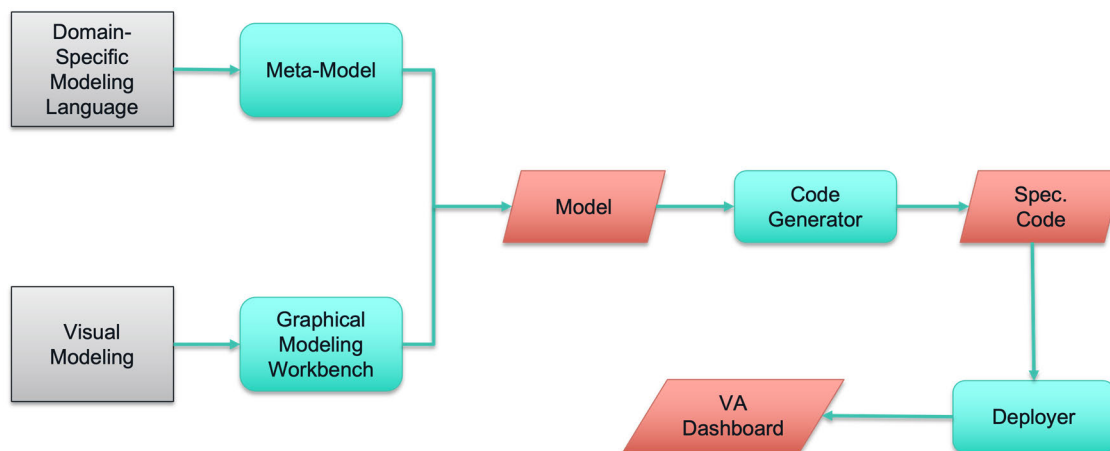 Domain-
Specific
Modeling
Language
Meta-Model
Model
Code
Generator
Spec.
Code
Visual
Modeling
Graphical
Modeling
Workbench
VA
Dashboard
Deployer